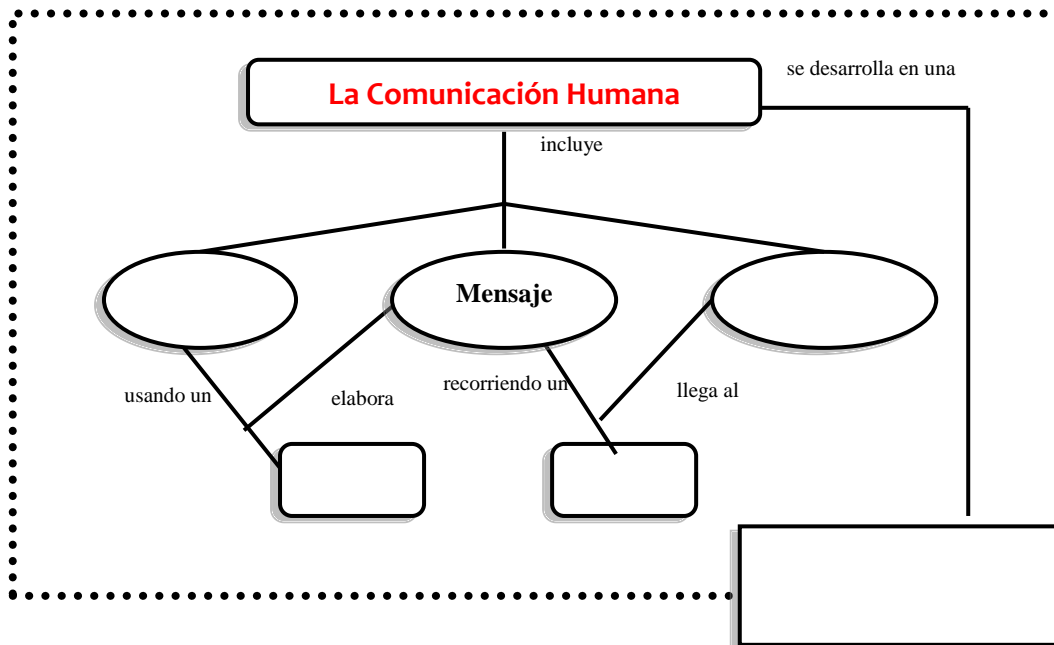 se desarrolla en una
La Comunicación Humana
incluye
Mensaje
usando un
elabora
recorriendo un
llega al